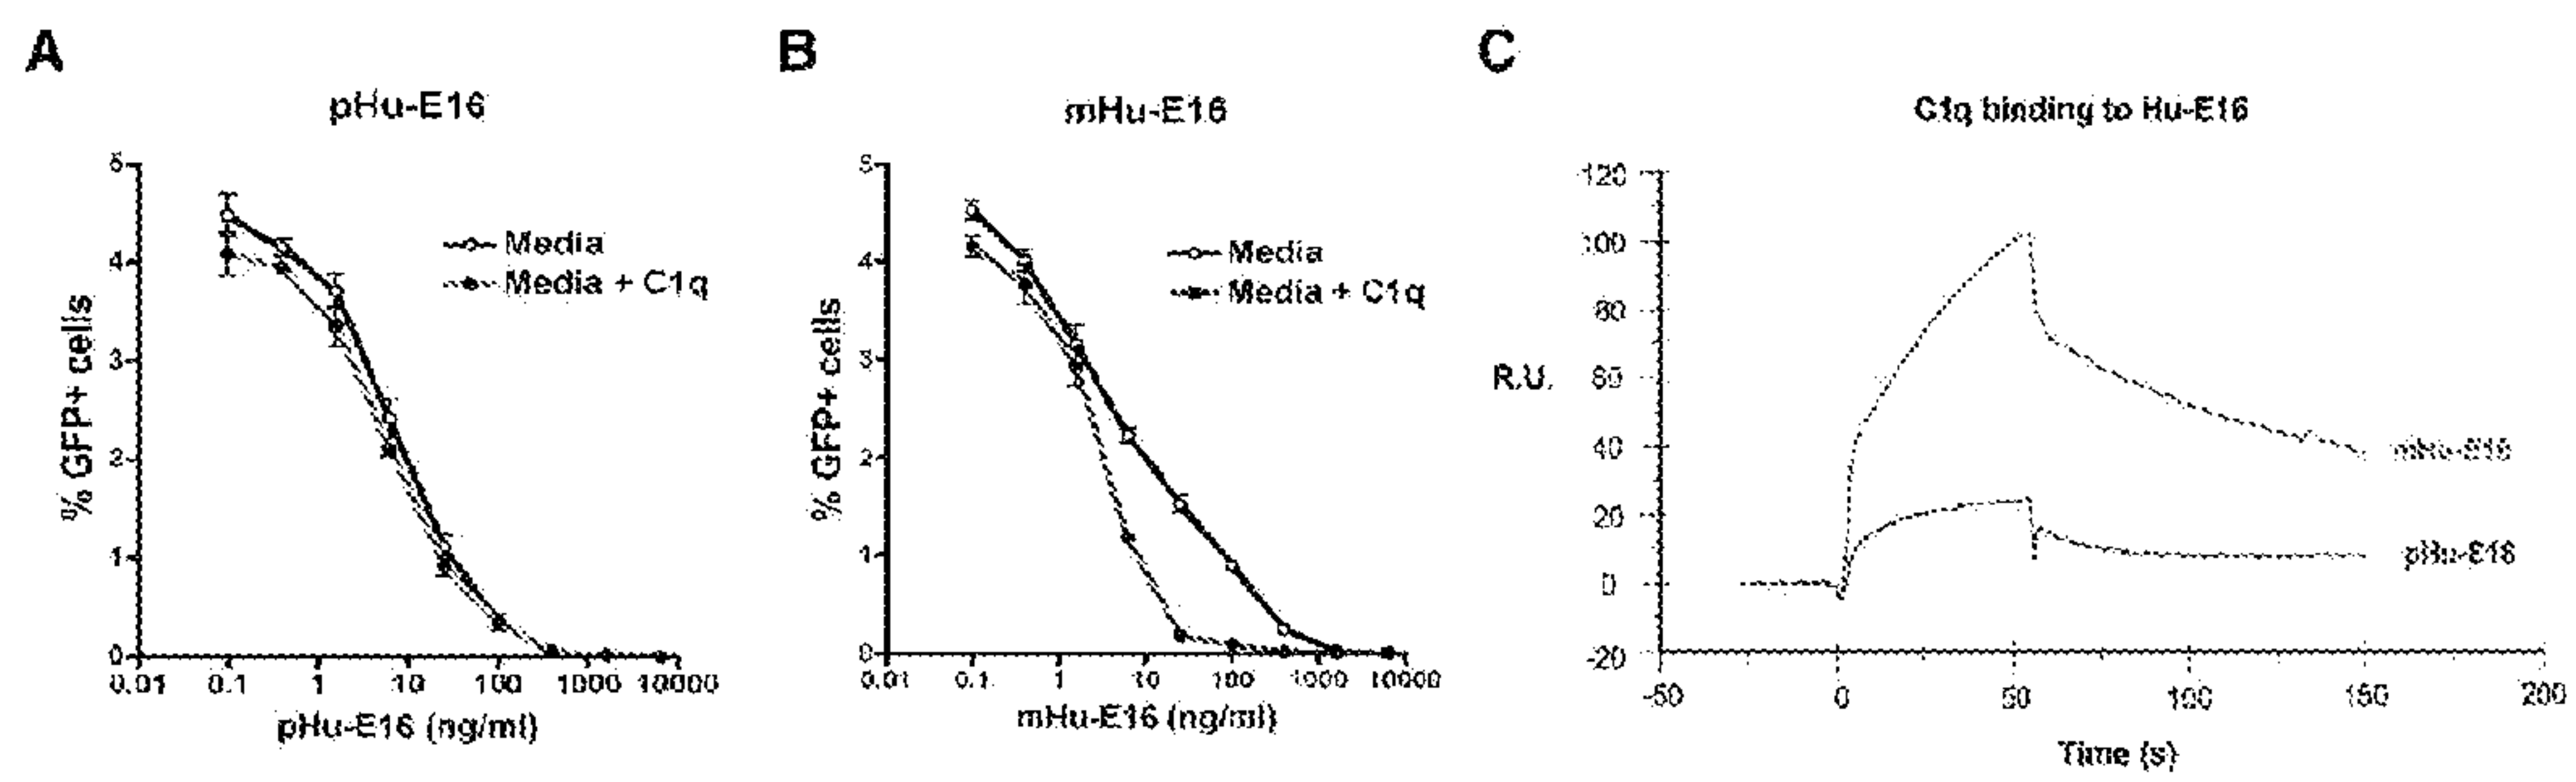 A
pHu-E16
5
4
3
2
1
0
% GFP+ cells
Media
Media + C1q
0.01 0.1 1 10 100 1000 10000
pHu-E16 (ng/ml)
B
mHu-E16
5
4
3
2
1
0
% GFP+ cells
Media
Media + C1q
0.01 0.1 1 10 100 1000 10000
mHu-E16 (ng/ml)
C
C1q binding to Hu-E16
120
100
80
60
40
20
0
-20
R.U.
mHu-E16
pHu-E16
-50 0 50 100 150 200
Time (s)